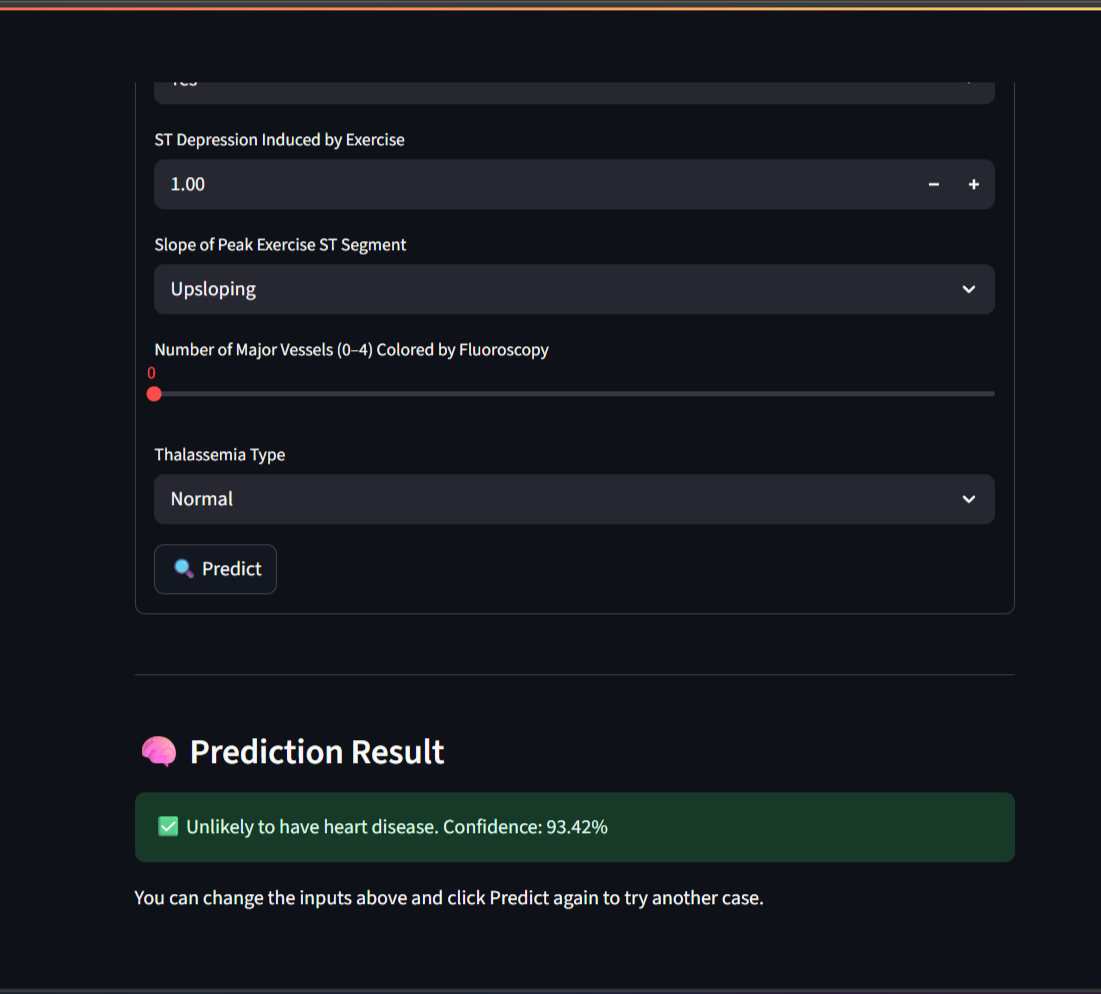 ST Depression Induced by Exercise
1.00
Slope of Peak Exercise ST Segment
Upsloping
Number of Major Vessels (0–4) Colored by Fluoroscopy
0
Thalassemia Type
Normal
Predict
Prediction Result
Unlikely to have heart disease. Confidence: 93.42%
You can change the inputs above and click Predict again to try another case.